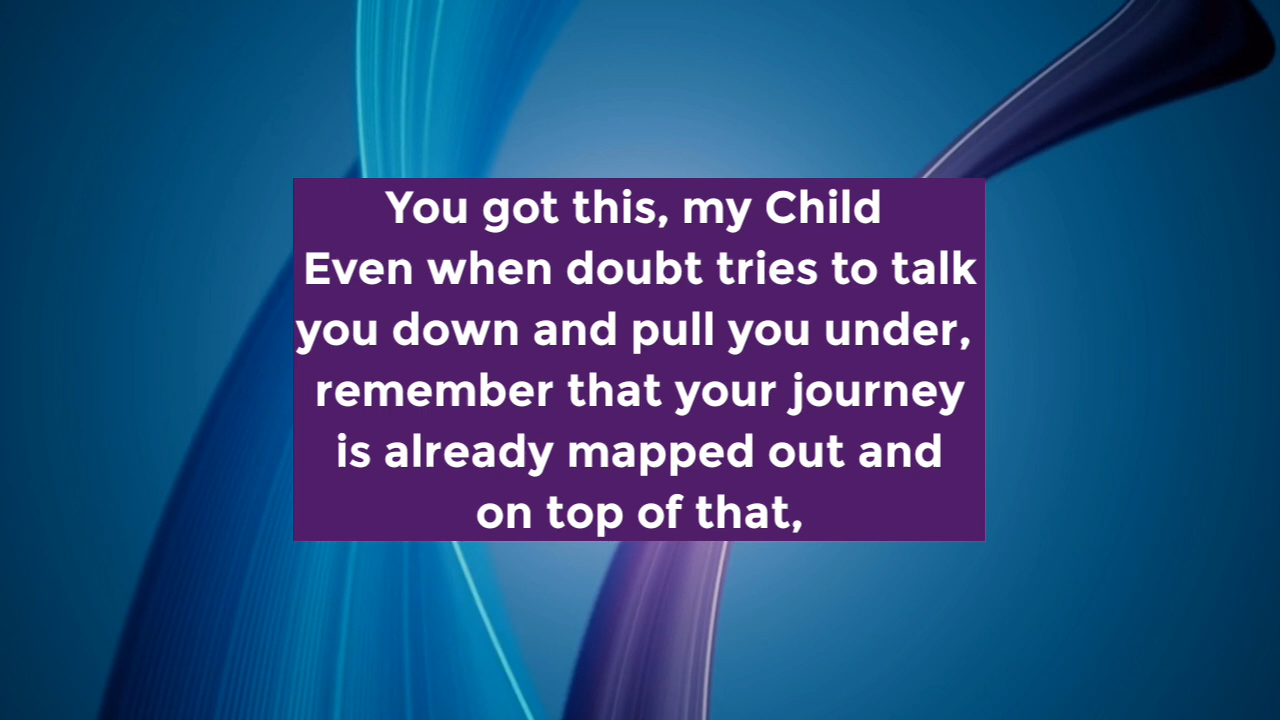 You got this, my Child
Even when doubt tries to talk
you down and pull you under,
remember that your journey
is already mapped out and
on top of that,